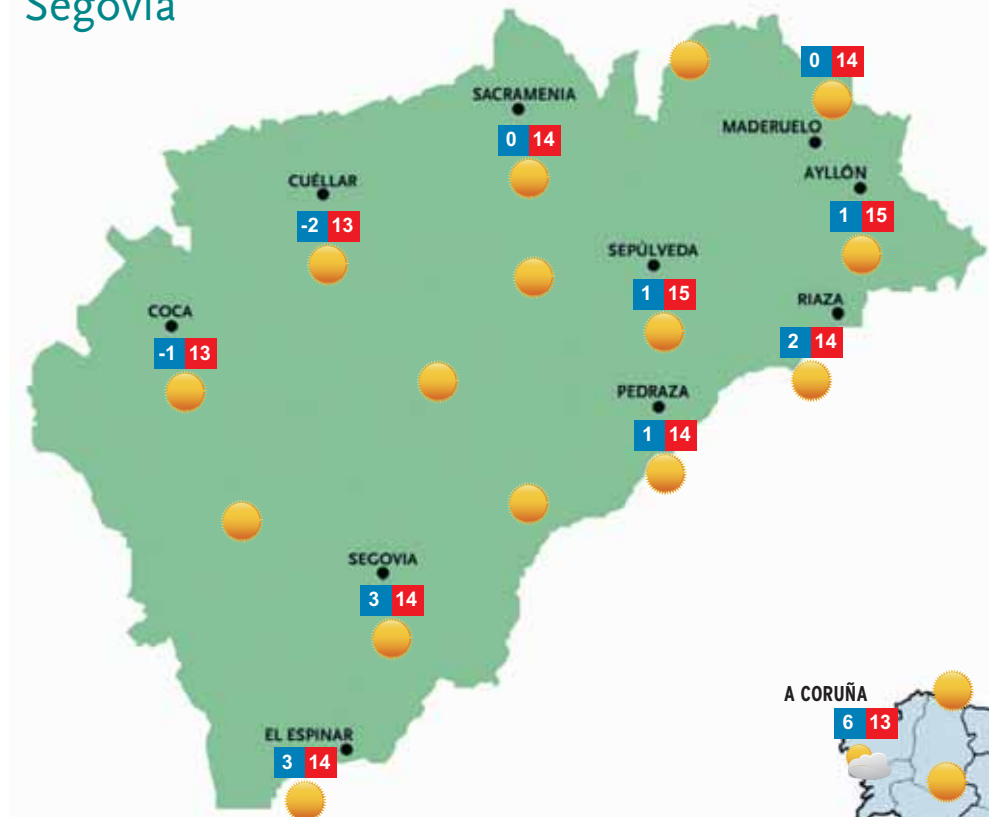 Segovia
0 14
SACRAMENIA
MADERUELO
0 14
AYLLÓN
CUÉLLAR
1 15
-2 13
SEPÚLVEDA
1 15
RIAZA
COCA
2 14
-1 13
PEDRAZA
1 14
SEGOVIA
3 14
A CORUÑA
6 13
EL ESPINAR
3 14